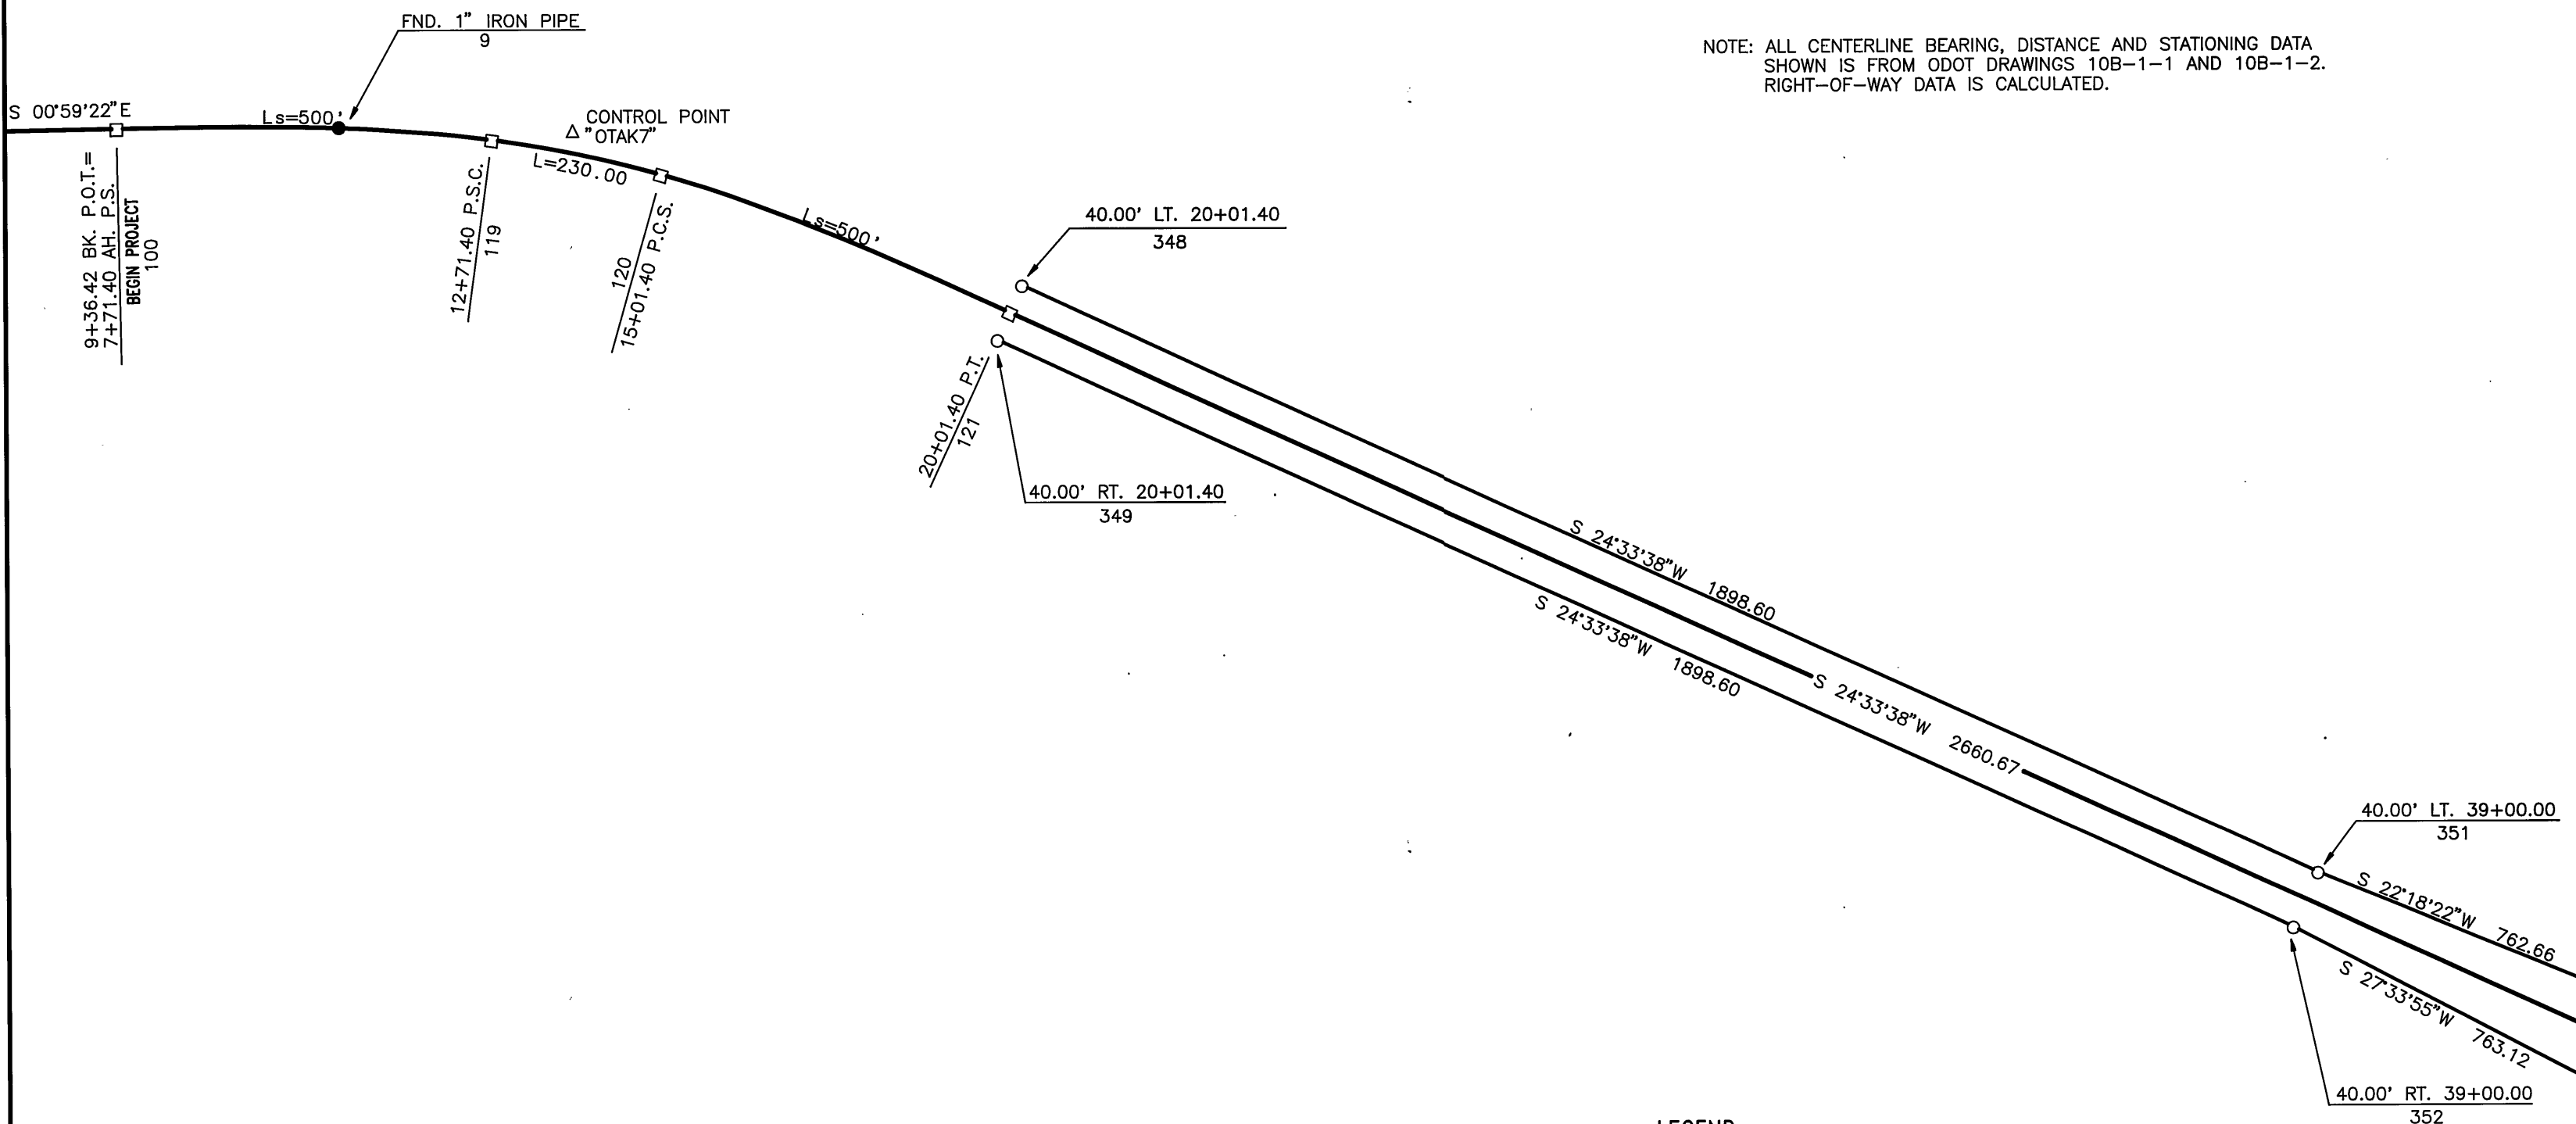 FND. 1" IRON PIPE
9
NOTE: ALL CENTERLINE BEARING, DISTANCE AND STATIONING DATA
SHOWN IS FROM ODOT DRAWINGS 10B-1-1 AND 10B-1-2.
RIGHT-OF-WAY DATA IS CALCULATED.
S 00°59'22"E
Ls=500'
CONTROL POINT
"OTAK7"
L=230.00
9+36.42 BK. P.O.T.=
7+71.40 AH. P.S.
BEGIN PROJECT
100
12+71.40 P.S.C.
119
120
15+01.40 P.C.S.
Ls=500'
40.00' LT. 20+01.40
348
20+01.40 P.T.
121
40.00' RT. 20+01.40
349
S 24°33'38"W 1898.60
S 24°33'38"W 1898.60
S 24°33'38"W 2660.67
40.00' LT. 39+00.00
351
S 22°18'22"W 762.66
S 27°33'55"W 763.12
40.00' RT. 39+00.00
352
LEGEND